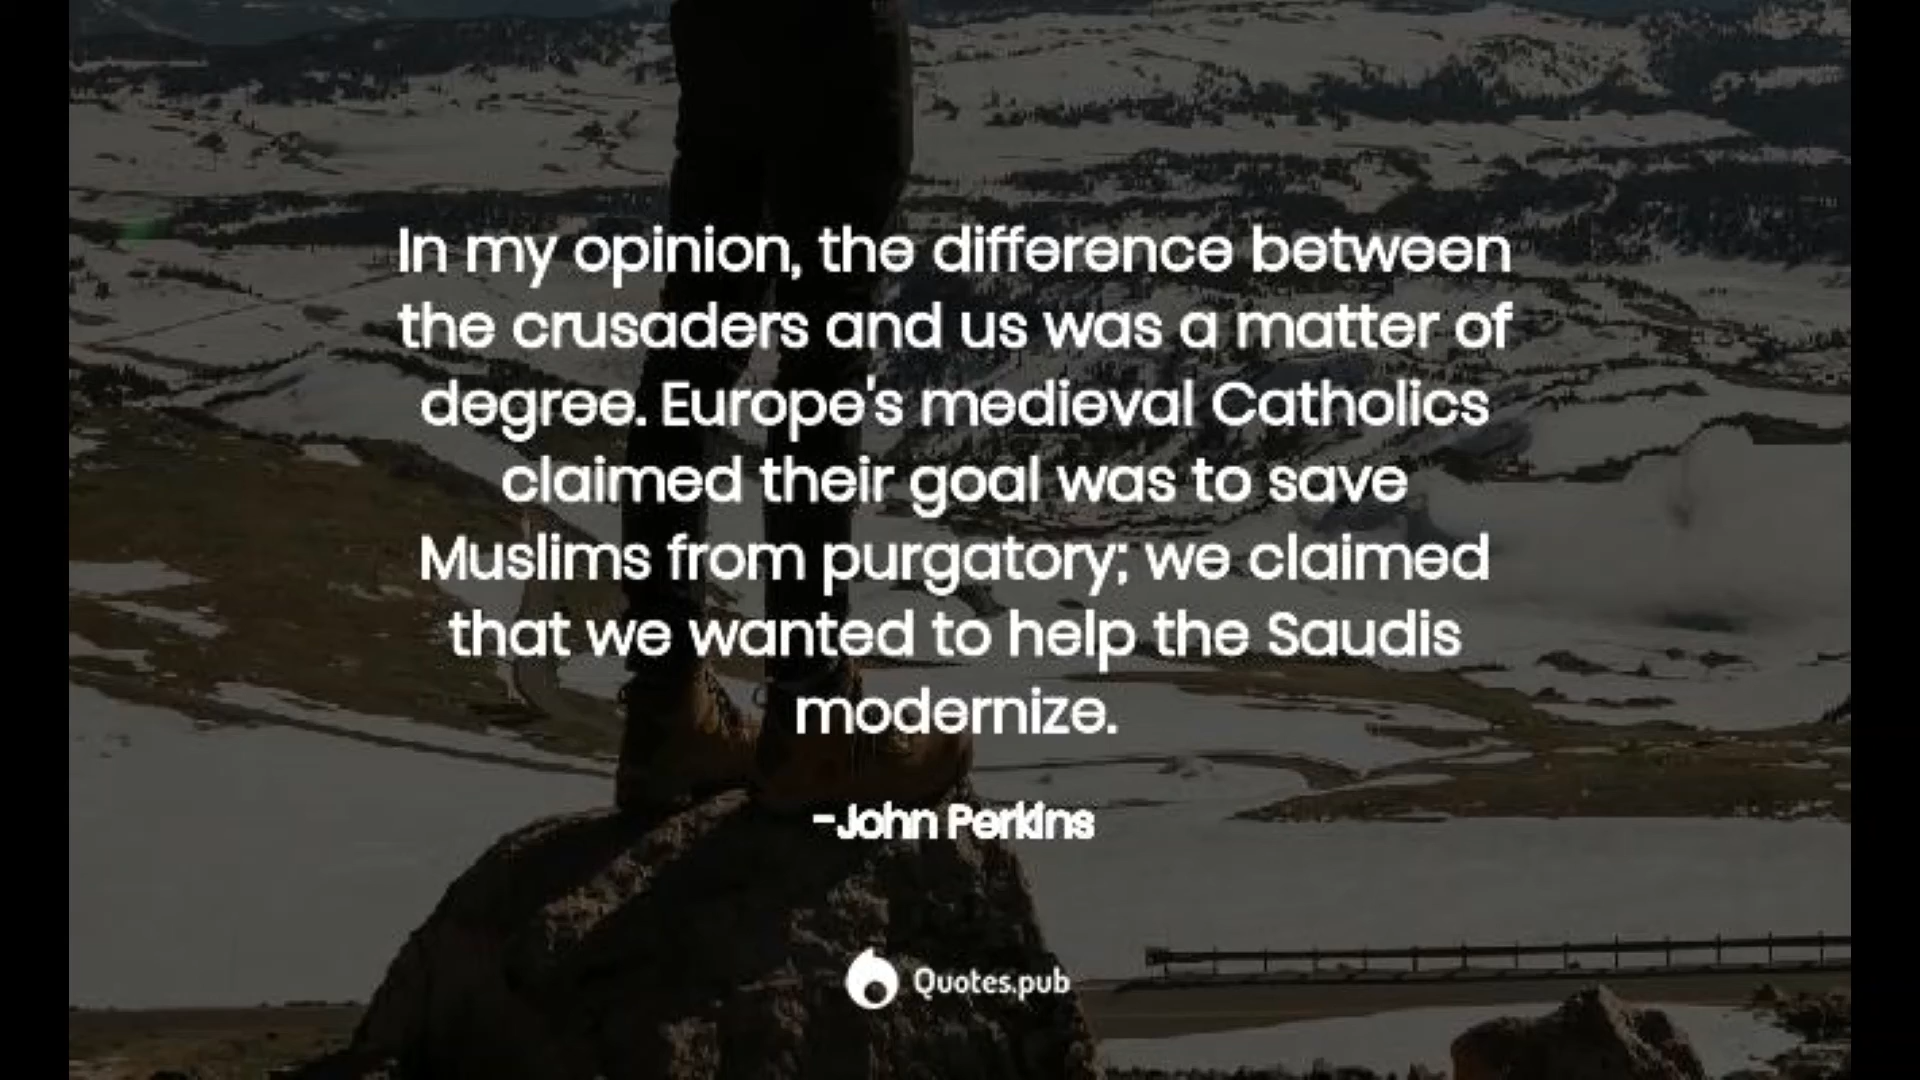 In my opinion, the difference between
the crusaders and us was a matter of
degree. Europe's medieval Catholics
claimed their goal was to save
Muslims from purgatory; we claimed
that we wanted to help the Saudis
modernize.
-John Perkins
Quotes.pub